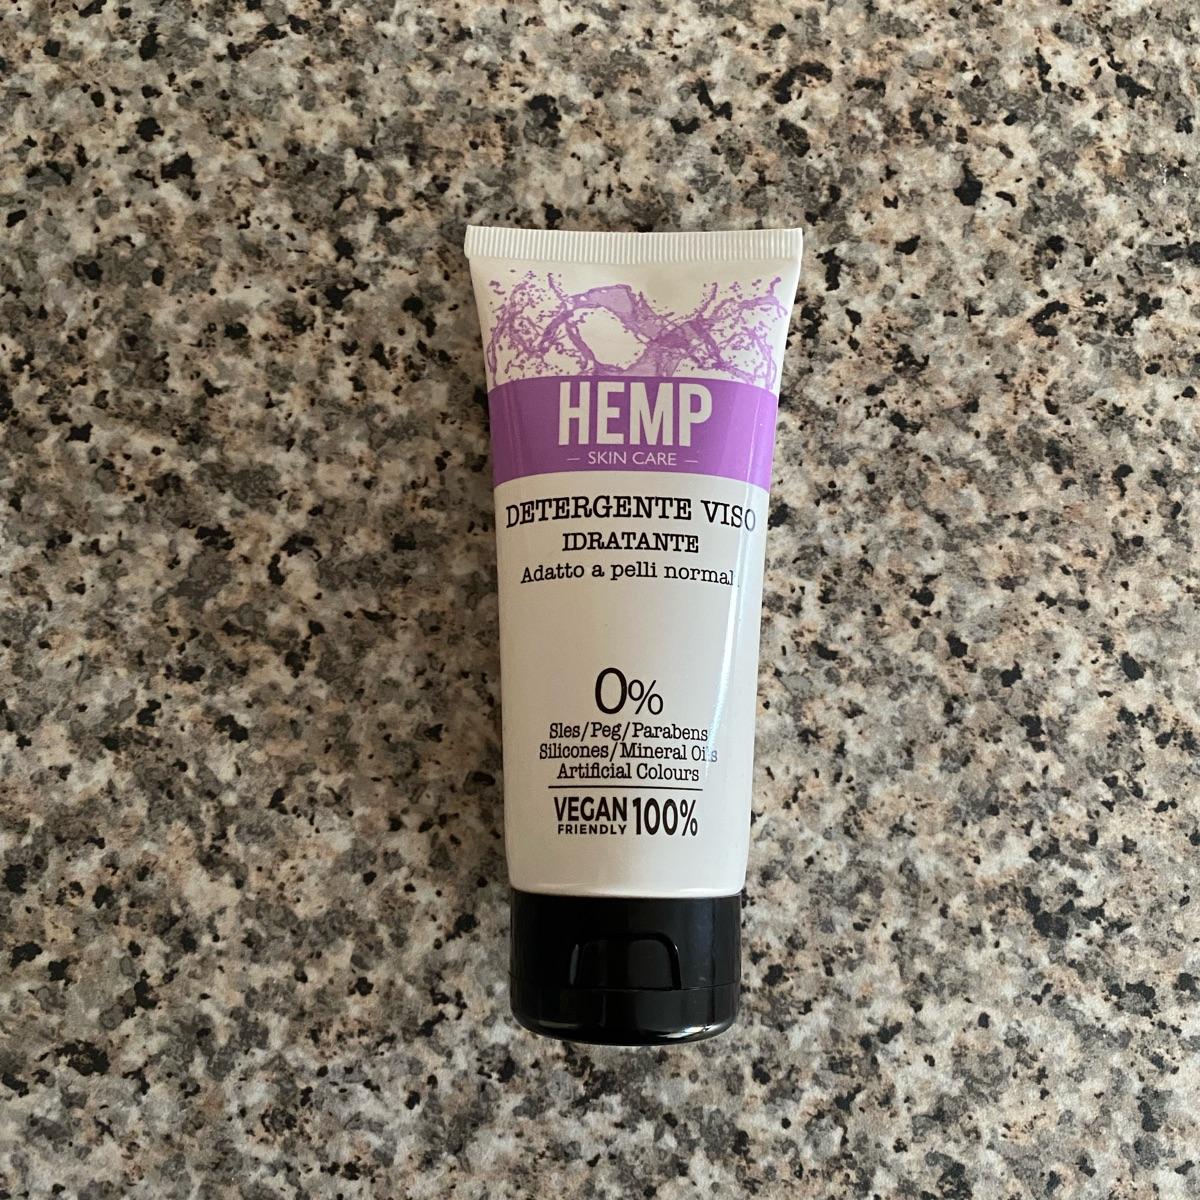 HEMP
— SKIN CARE —
DETERGENTE VISO
IDRATANTE
Adatto a pelli normali
0%
Sles/Peg/Parabens
Silicones/Mineral Oils
Artificial Colours
VEGAN 100%
FRIENDLY